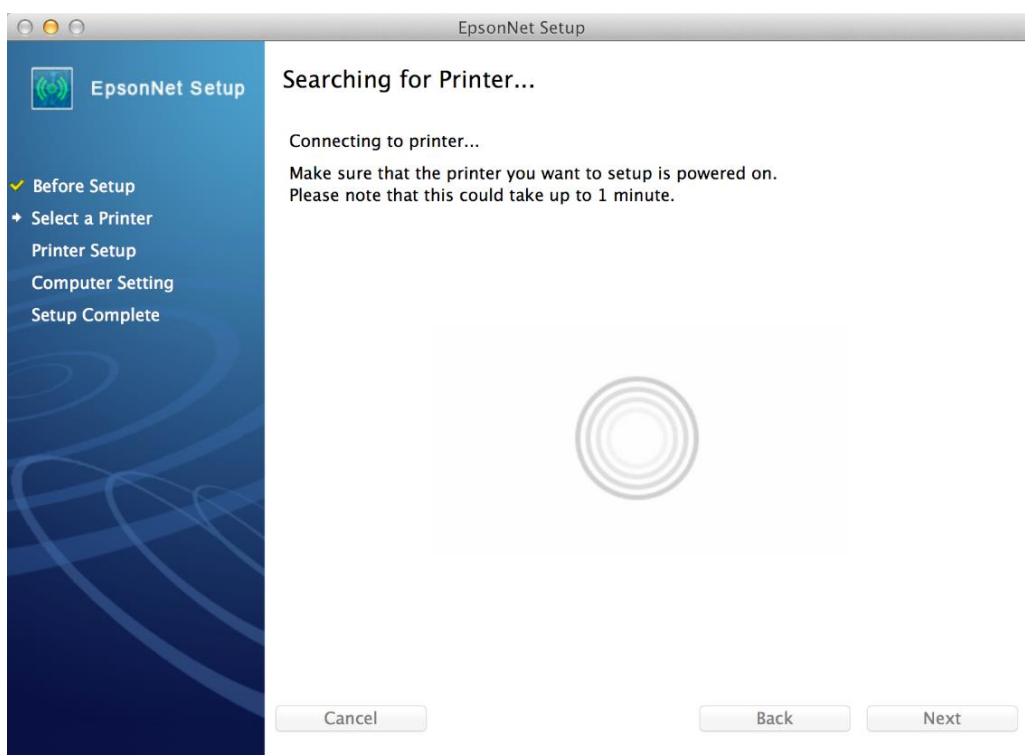 EpsonNet Setup
EpsonNet Setup
Before Setup
Select a Printer
Printer Setup
Computer Setting
Setup Complete
Searching for Printer...
Connecting to printer...
Make sure that the printer you want to setup is powered on.
Please note that this could take up to 1 minute.
Cancel
Back
Next